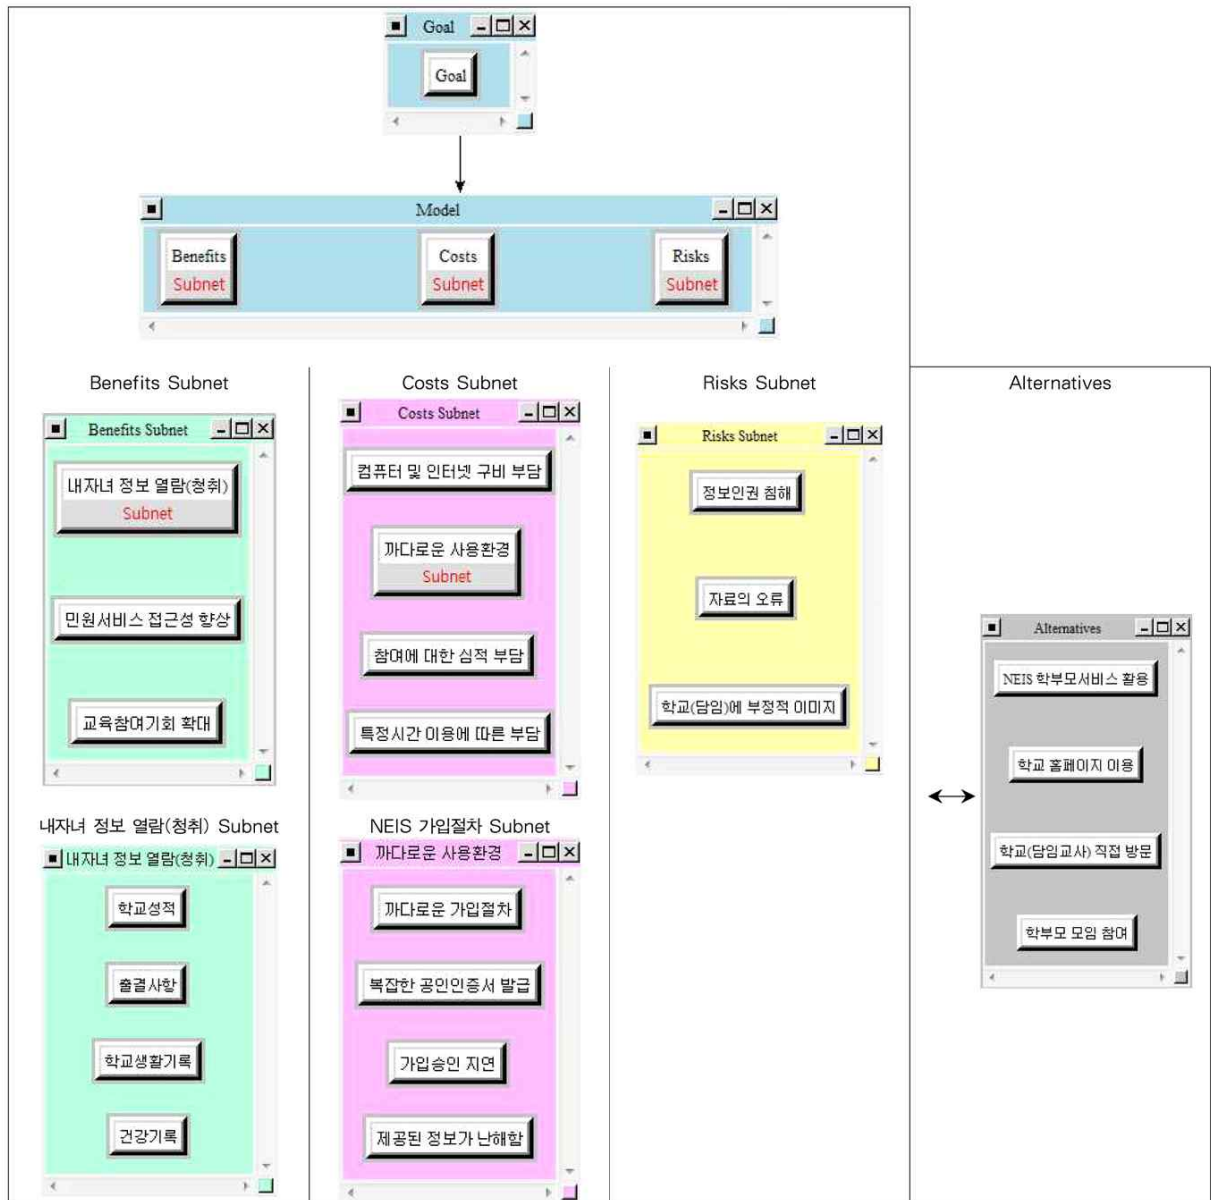 Goal
Goal
Model
Benefits
Subnet
Costs
Subnet
Risks
Subnet
Benefits Subnet
Benefits Subnet
내자녀 정보 열람(청취)
Subnet
민원서비스 접근성 향상
교육참여기회 확대
내자녀 정보 열람(청취) Subnet
내자녀 정보 열람(청취)
학교성적
출결사항
학교생활기록
건강기록
Costs Subnet
Costs Subnet
컴퓨터 및 인터넷 구비 부담
까다로운 사용환경
Subnet
참여에 대한 심적 부담
특정시간 이용에 따른 부담
NEIS 가입절차 Subnet
까다로운 사용환경
까다로운 가입절차
복잡한 공인인증서 발급
가입승인 지연
제공된 정보가 난해함
Risks Subnet
Risks Subnet
정보인권 침해
자료의 오류
학교(담임)에 부정적 이미지
Alternatives
Alternatives
NEIS 학부모서비스 활용
학교 홈페이지 이용
학교(담임교사) 직접 방문
학부모 모임 참여